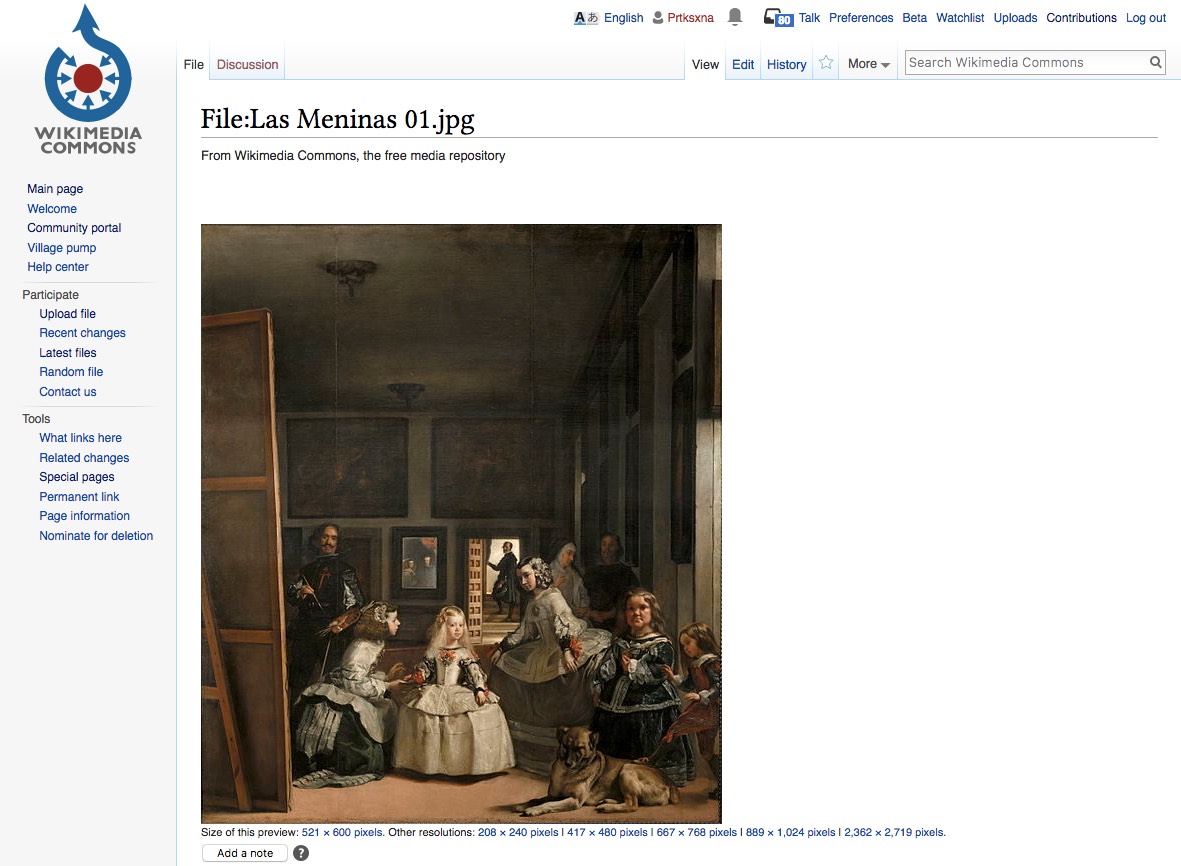 Aあ English Prtksxna 80 Talk Preferences Beta Watchlist Uploads Contributions Log out
WIKIMEDIA
COMMONS
File Discussion View Edit History More Search Wikimedia Commons
File:Las Meninas 01.jpg
From Wikimedia Commons, the free media repository
Main page
Welcome
Community portal
Village pump
Help center
Participate
Upload file
Recent changes
Latest files
Random file
Contact us
Tools
What links here
Related changes
Special pages
Permanent link
Page information
Nominate for deletion
Size of this preview: 521 × 600 pixels. Other resolutions: 208 × 240 pixels | 417 × 480 pixels | 667 × 768 pixels | 889 × 1,024 pixels | 2,362 × 2,719 pixels.
Add a note ?